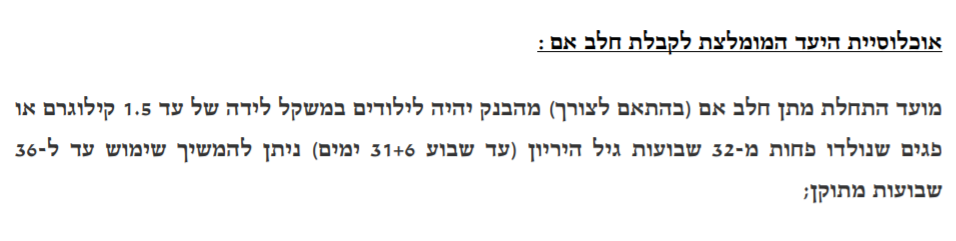 אוכלוסיית היעד המומלצת לקבלת חלב אם :
מועד התחלת מתן חלב אם (בהתאם לצורך) מהבנק יהיה לילודים במשקל לידה של עד 1.5 קילוגרם או
פגים שנולדו פחות מ-32 שבועות גיל היריון (עד שבוע 31+6 ימים) ניתן להמשיך שימוש עד ל-36
שבועות מתוקן;